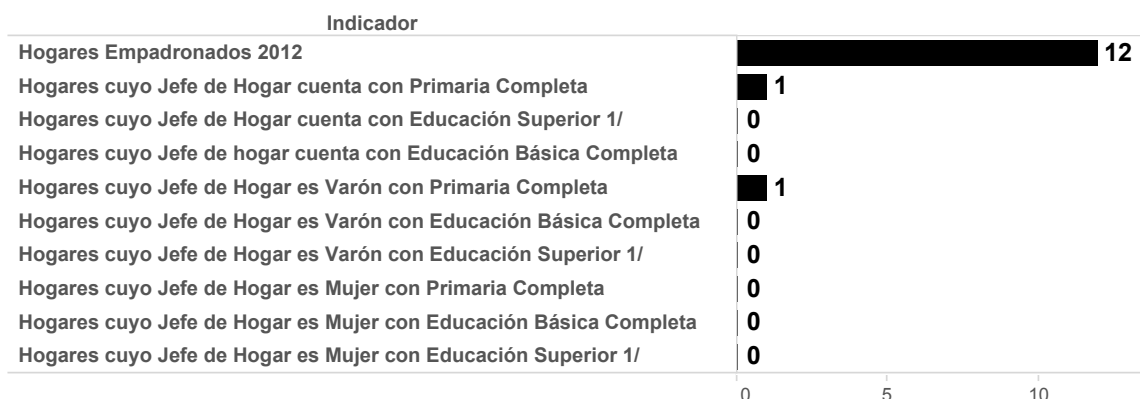 Indicador
Hogares Empadronados 2012 12
Hogares cuyo Jefe de Hogar cuenta con Primaria Completa 1
Hogares cuyo Jefe de Hogar cuenta con Educación Superior 1/ 0
Hogares cuyo Jefe de hogar cuenta con Educación Básica Completa 0
Hogares cuyo Jefe de Hogar es Varón con Primaria Completa 1
Hogares cuyo Jefe de Hogar es Varón con Educación Básica Completa 0
Hogares cuyo Jefe de Hogar es Varón con Educación Superior 1/ 0
Hogares cuyo Jefe de Hogar es Mujer con Primaria Completa 0
Hogares cuyo Jefe de Hogar es Mujer con Educación Básica Completa 0
Hogares cuyo Jefe de Hogar es Mujer con Educación Superior 1/ 0
0 5 10